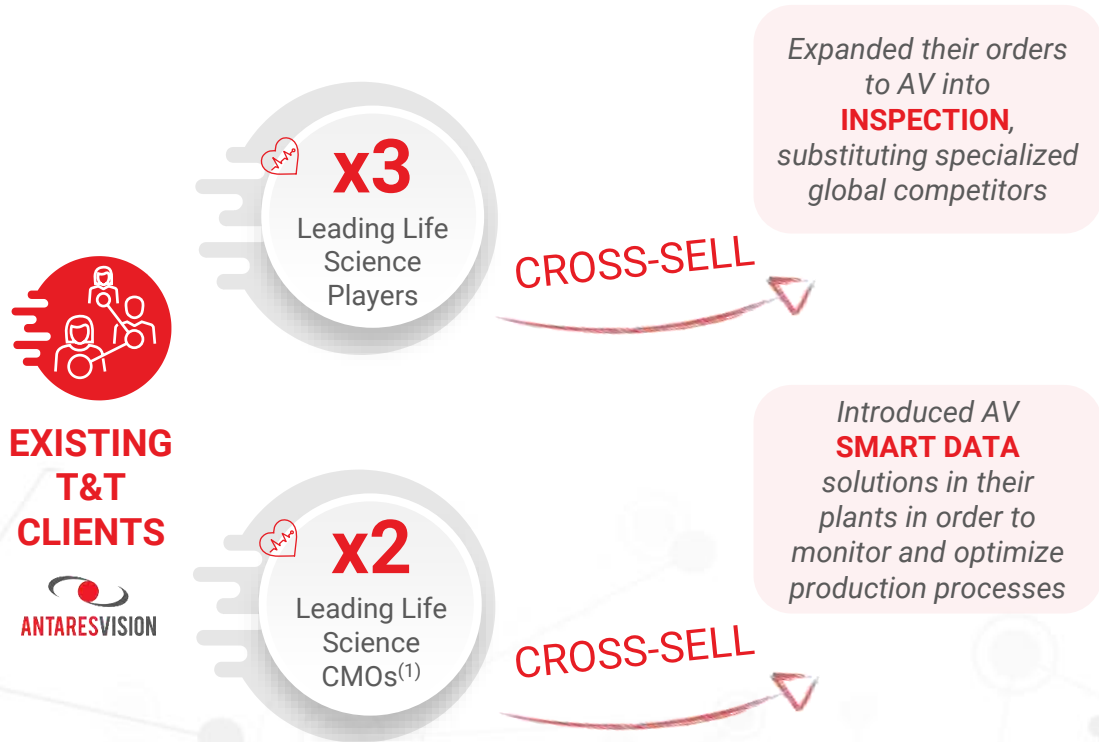 EXISTING
T&T
CLIENTS
ANTARESVISION
x3
Leading Life
Science
Players
CROSS-SELL
Expanded their orders
to AV into
INSPECTION,
substituting specialized
global competitors
x2
Leading Life
Science
CMOs(1)
CROSS-SELL
Introduced AV
SMART DATA
solutions in their
plants in order to
monitor and optimize
production processes